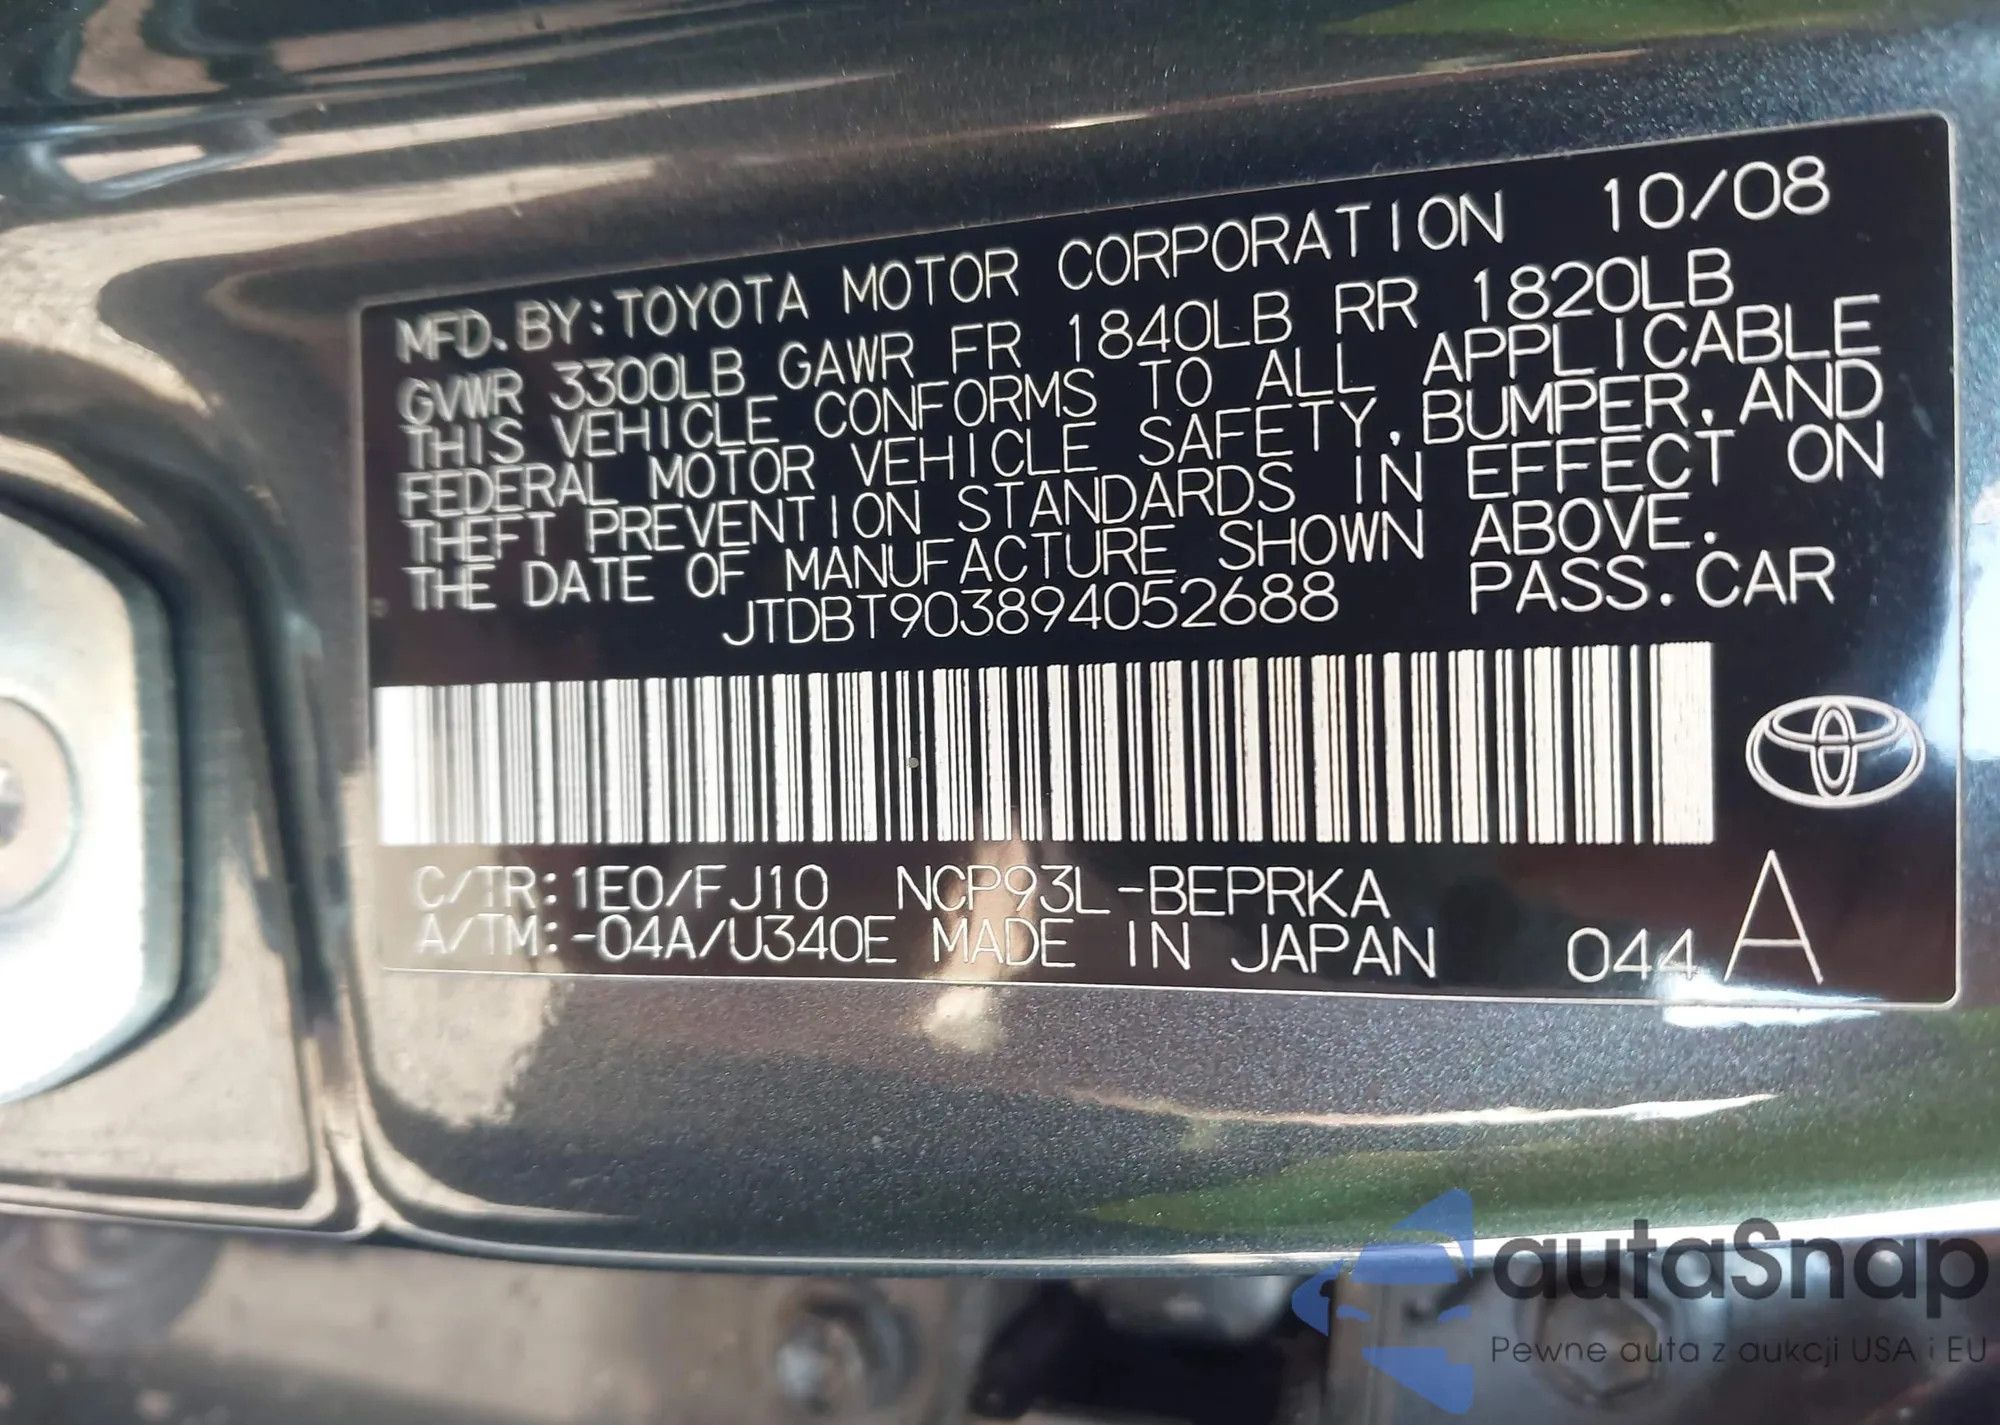 MFD. BY: TOYOTA MOTOR CORPORATION 10/08
GVWR 3300LB GAWR FR 1840LB RR 1820LB
THIS VEHICLE CONFORMS TO ALL APPLICABLE
FEDERAL MOTOR VEHICLE SAFETY, BUMPER, AND
THEFT PREVENTION STANDARDS IN EFFECT ON
THE DATE OF MANUFACTURE SHOWN ABOVE.
JTDBT903894052688 PASS. CAR
C/TR: 1E0/FJ10 NCP93L-BEPRKA
A/TM: -04A/U340E MADE IN JAPAN 044 A
autaSnap
Pewne auta z aukcji USA i EU